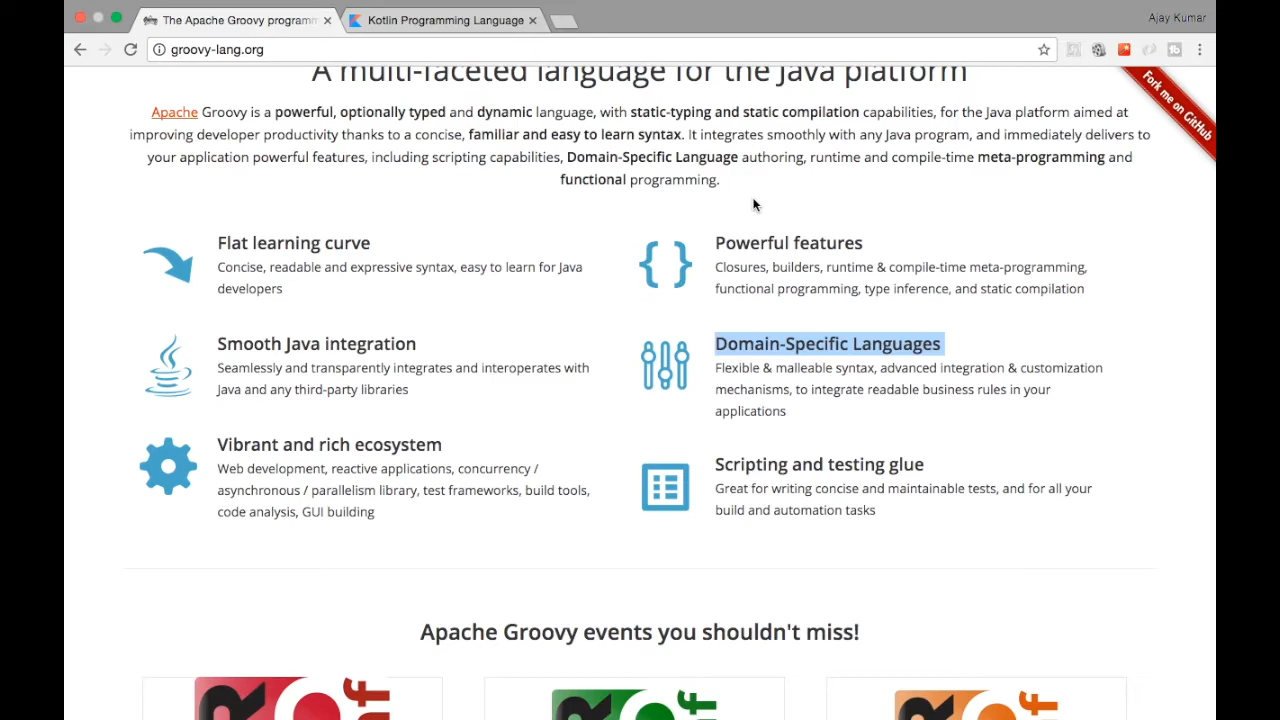 The Apache Groovy programm
Kotlin Programming Language
Ajay Kumar
groovy-lang.org
A multi-faceted language for the Java platform
Fork me on GitHub
Apache Groovy is a powerful, optionally typed and dynamic language, with static-typing and static compilation capabilities, for the Java platform aimed at
improving developer productivity thanks to a concise, familiar and easy to learn syntax. It integrates smoothly with any Java program, and immediately delivers to
your application powerful features, including scripting capabilities, Domain-Specific Language authoring, runtime and compile-time meta-programming and
functional programming.
Flat learning curve
Concise, readable and expressive syntax, easy to learn for Java
developers
Powerful features
Closures, builders, runtime & compile-time meta-programming,
functional programming, type inference, and static compilation
Smooth Java integration
Seamlessly and transparently integrates and interoperates with
Java and any third-party libraries
Domain-Specific Languages
Flexible & malleable syntax, advanced integration & customization
mechanisms, to integrate readable business rules in your
applications
Vibrant and rich ecosystem
Web development, reactive applications, concurrency /
asynchronous / parallelism library, test frameworks, build tools,
code analysis, GUI building
Scripting and testing glue
Great for writing concise and maintainable tests, and for all your
build and automation tasks
Apache Groovy events you shouldn't miss!